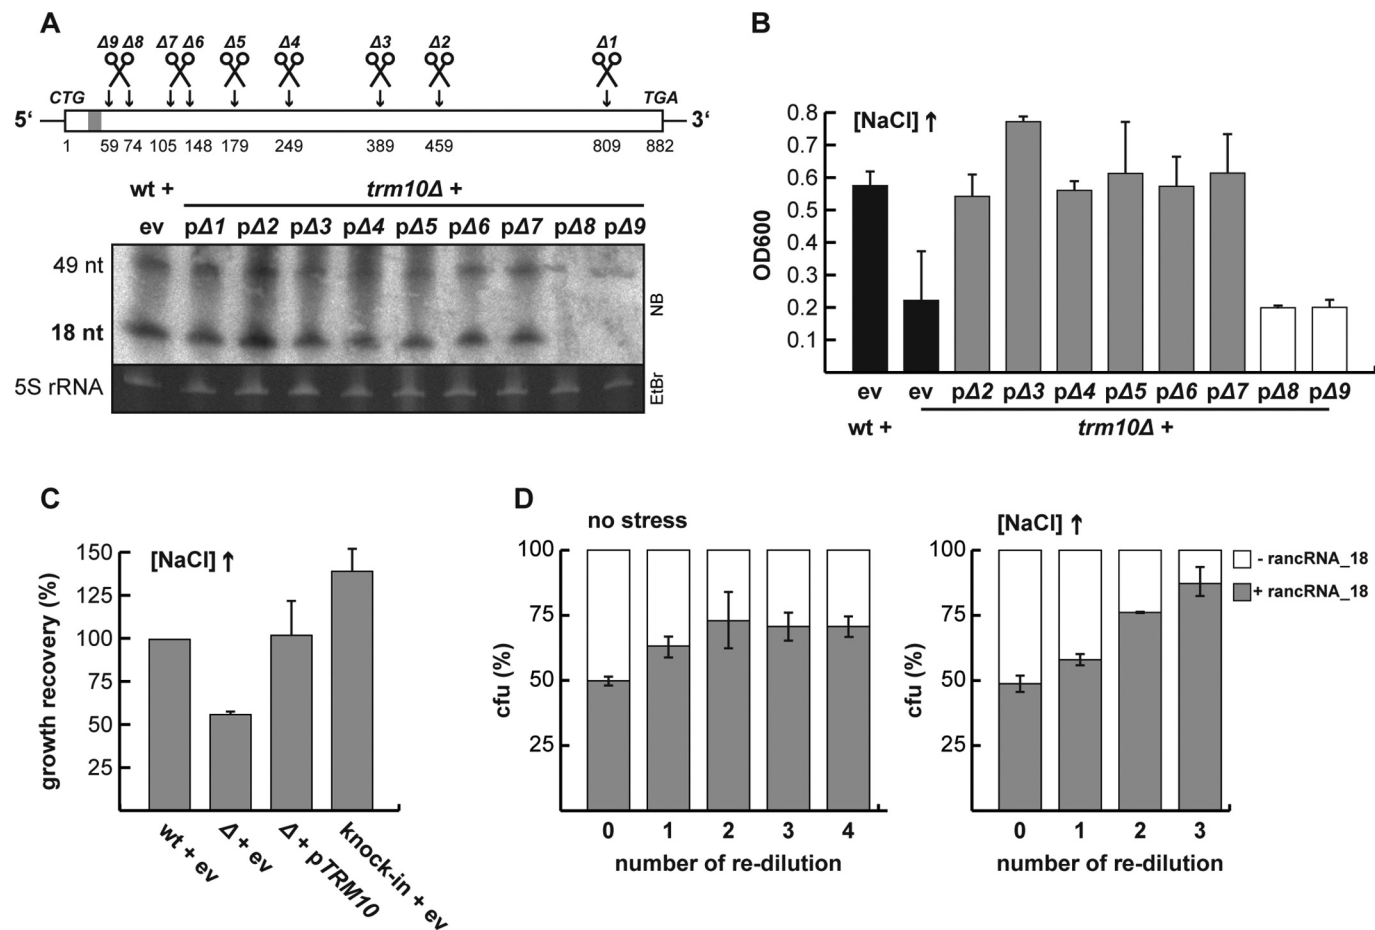 A
Δ9 Δ8 Δ7 Δ6 Δ5 Δ4 Δ3 Δ2 Δ1
CTG TGA
5‘ 3‘
1 59 74 105 148 179 249 389 459 809 882
wt + trm10Δ +
ev pΔ1 pΔ2 pΔ3 pΔ4 pΔ5 pΔ6 pΔ7 pΔ8 pΔ9
49 nt
18 nt
NB
5S rRNA
EtBr
B
[NaCl] ↑
OD600
0.8
0.6
0.5
0.4
0.3
0.2
0.1
ev ev pΔ2 pΔ3 pΔ4 pΔ5 pΔ6 pΔ7 pΔ8 pΔ9
wt + trm10Δ +
C
[NaCl] ↑
growth recovery (%)
150
125
100
75
50
25
wt + ev
Δ + ev
Δ + pTRM10
knock-in + ev
D
no stress
cfu (%)
100
75
50
25
0 1 2 3 4
number of re-dilution
[NaCl] ↑
cfu (%)
100
75
50
25
0 1 2 3
number of re-dilution
- rancRNA_18
+ rancRNA_18